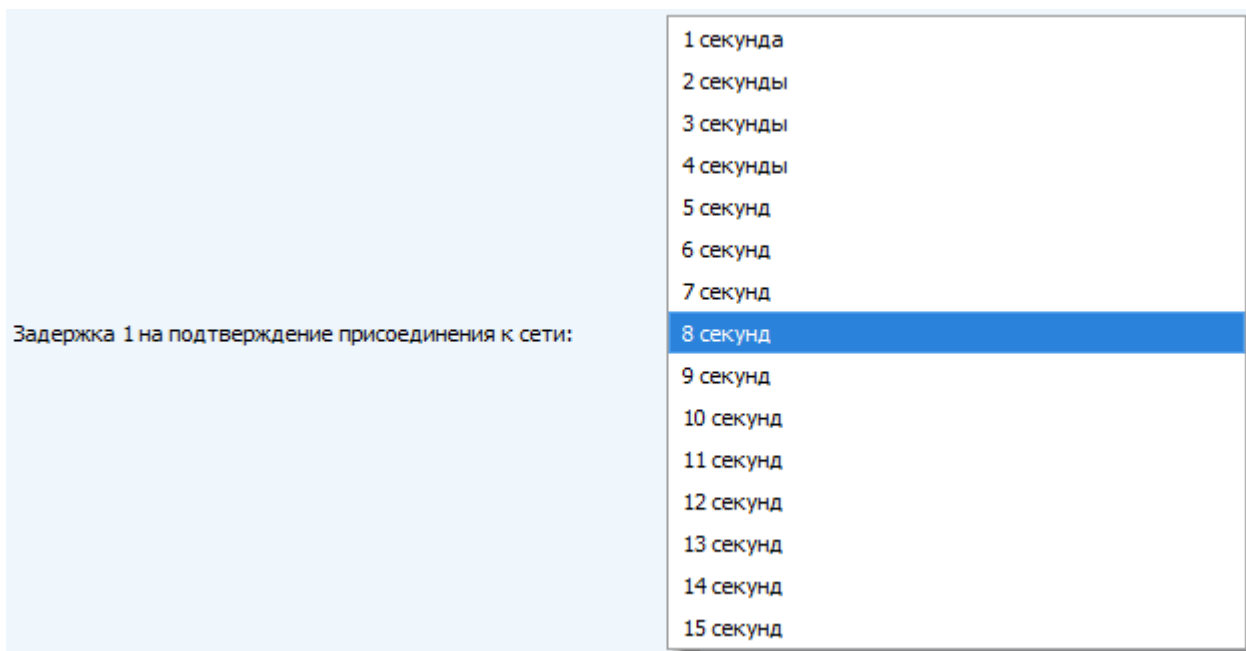 1 секунда
2 секунды
3 секунды
4 секунды
5 секунд
6 секунд
7 секунд
Задержка 1 на подтверждение присоединения к сети:
8 секунд
9 секунд
10 секунд
11 секунд
12 секунд
13 секунд
14 секунд
15 секунд